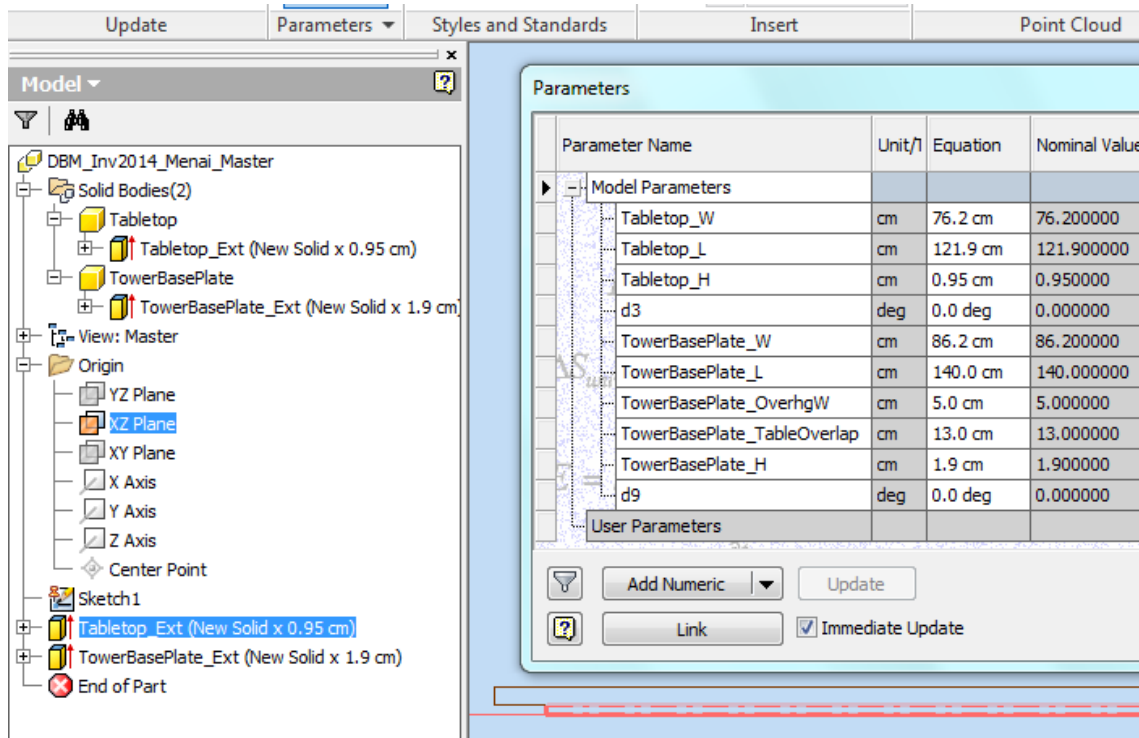 Update
Parameters
Styles and Standards
Insert
Point Cloud
Model
DBM_Inv2014_Menai_Master
Solid Bodies(2)
Tabletop
Tabletop_Ext (New Solid x 0.95 cm)
TowerBasePlate
TowerBasePlate_Ext (New Solid x 1.9 cm)
View: Master
Origin
YZ Plane
XZ Plane
XY Plane
X Axis
Y Axis
Z Axis
Center Point
Sketch1
Tabletop_Ext (New Solid x 0.95 cm)
TowerBasePlate_Ext (New Solid x 1.9 cm)
End of Part
Parameters
Parameter Name Unit/T Equation Nominal Value
Model Parameters
Tabletop_W cm 76.2 cm 76.200000
Tabletop_L cm 121.9 cm 121.900000
Tabletop_H cm 0.95 cm 0.950000
d3 deg 0.0 deg 0.000000
TowerBasePlate_W cm 86.2 cm 86.200000
TowerBasePlate_L cm 140.0 cm 140.000000
TowerBasePlate_OverhgW cm 5.0 cm 5.000000
TowerBasePlate_TableOverlap cm 13.0 cm 13.000000
TowerBasePlate_H cm 1.9 cm 1.900000
d9 deg 0.0 deg 0.000000
User Parameters
Add Numeric
Update
Link
Immediate Update